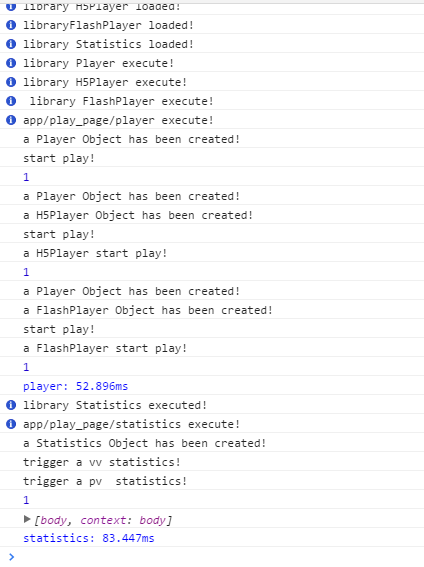 library H5Player loaded!
libraryFlashPlayer loaded!
library Statistics loaded!
library Player execute!
library H5Player execute!
library FlashPlayer execute!
app/play_page/player execute!
a Player Object has been created!
start play!
1
a Player Object has been created!
a H5Player Object has been created!
start play!
a H5Player start play!
1
a Player Object has been created!
a FlashPlayer Object has been created!
start play!
a FlashPlayer start play!
1
player: 52.896ms
library Statistics executed!
app/play_page/statistics execute!
a Statistics Object has been created!
trigger a vv statistics!
trigger a pv  statistics!
1
[body, context: body]
statistics: 83.447ms